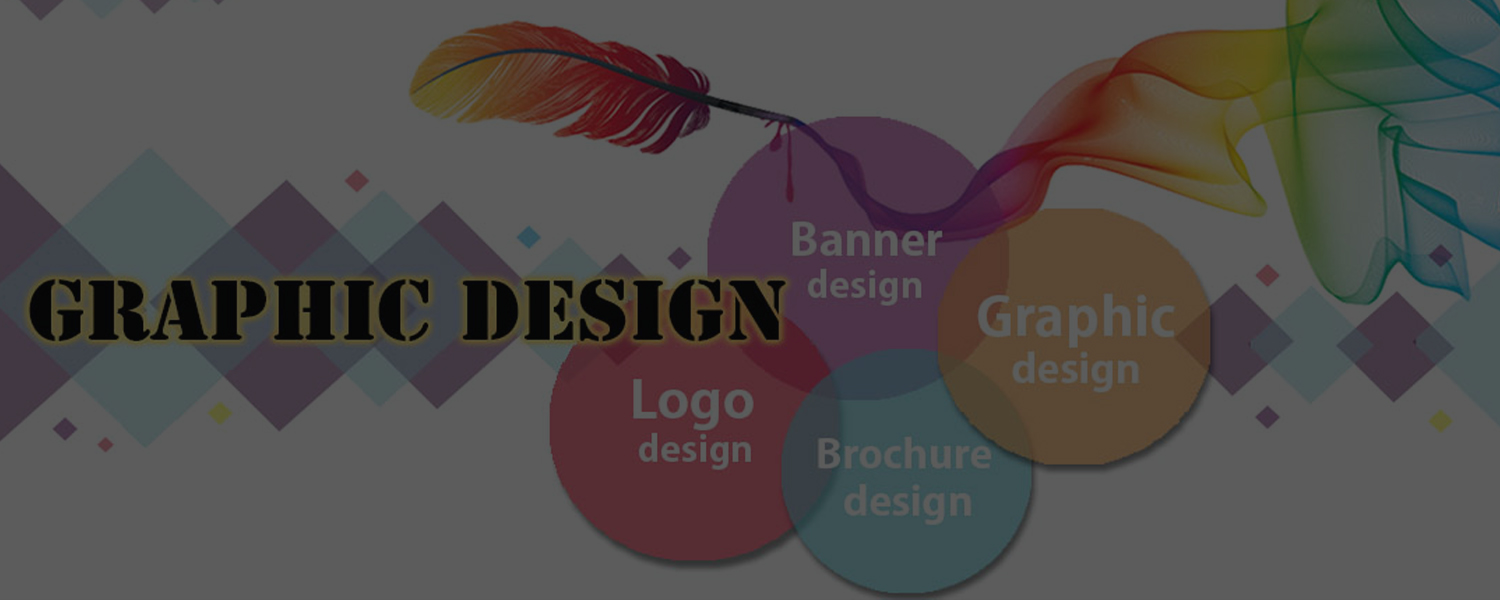 GRAPHIC DESIGN
Banner
design
Graphic
design
Logo
design
Brochure
design